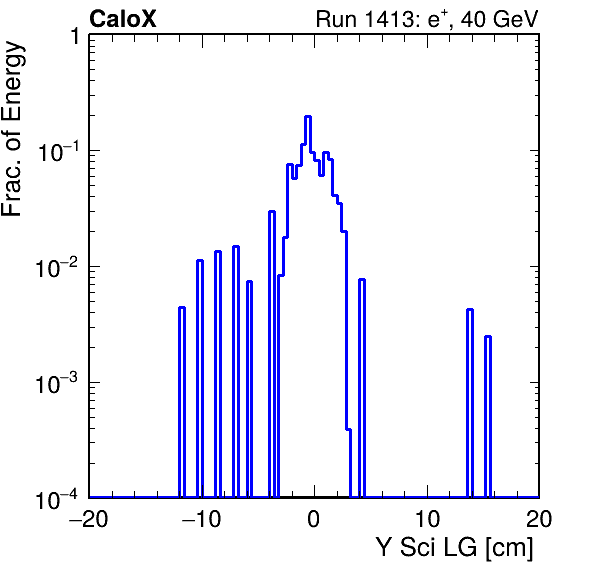 CaloX Run 1413: e⁺, 40 GeV
Frac. of Energy
1
10⁻¹
10⁻²
10⁻³
10⁻⁴
−20 −10 0 10 20
Y Sci LG [cm]